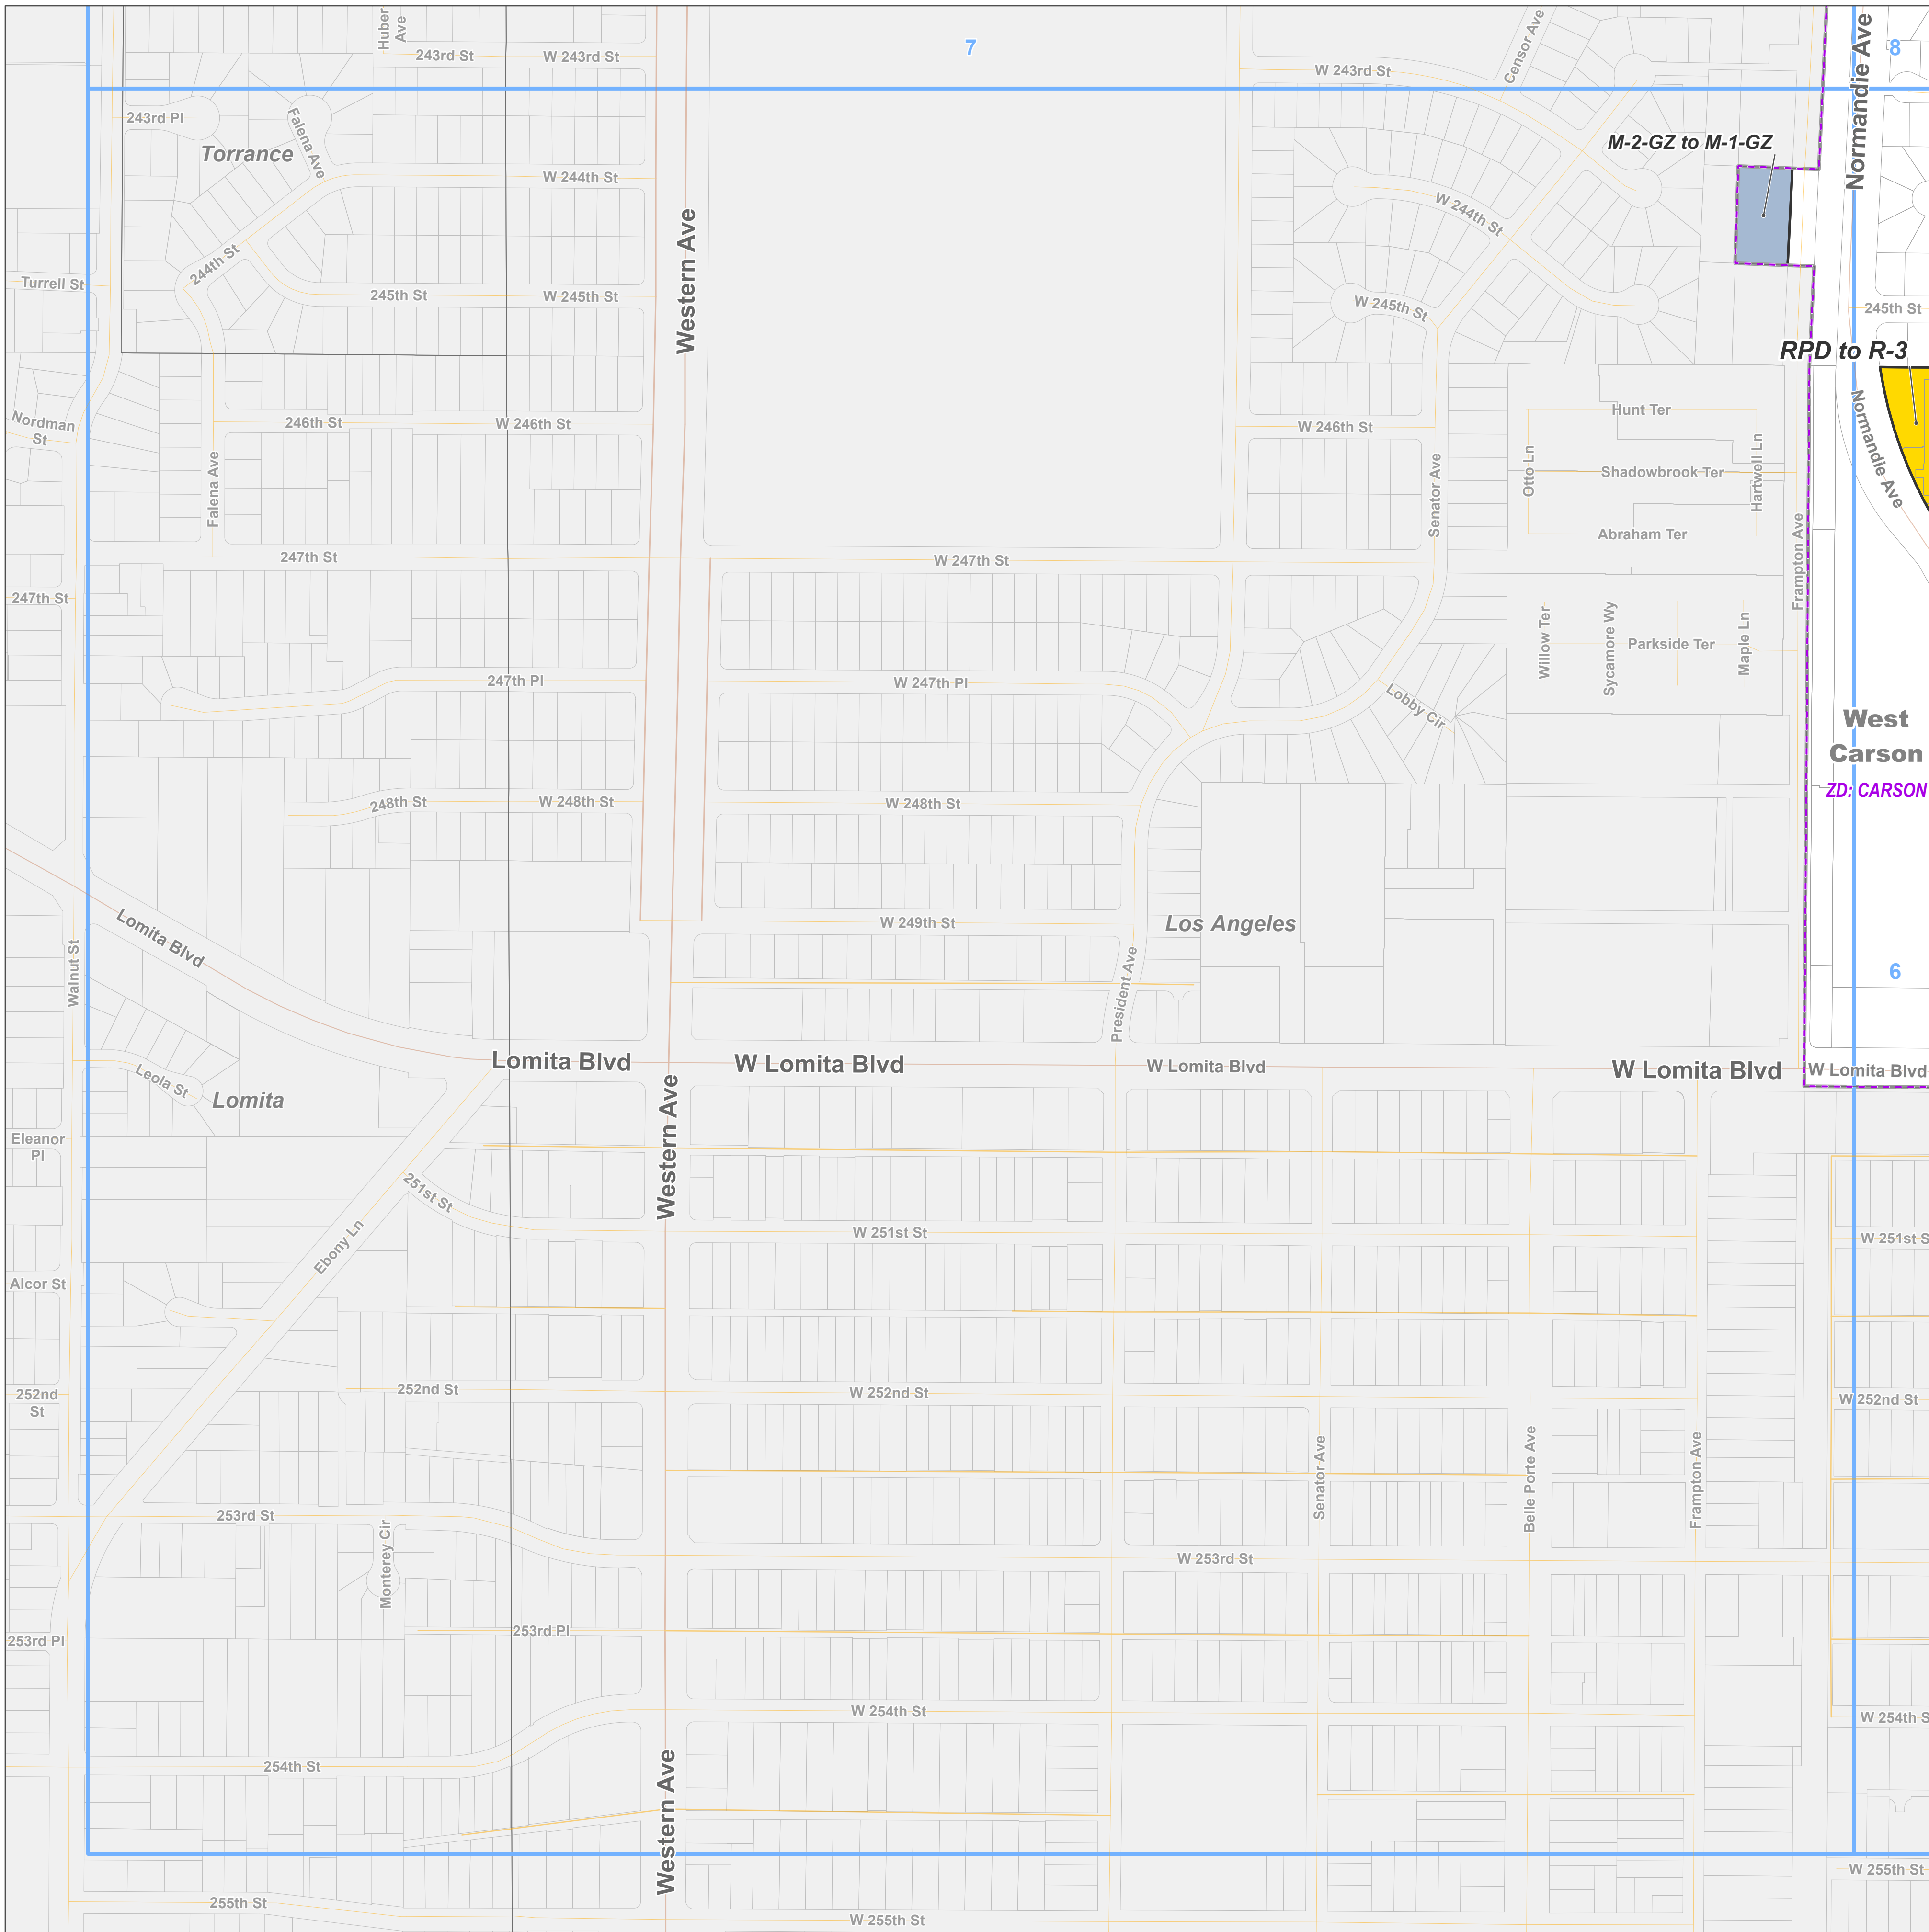 Huber
Ave
243rd St
W 243rd St
7
W 243rd St
Censor Ave
Normandie Ave
8
243rd Pl
Falena Ave
Torrance
M-2-GZ to M-1-GZ
W 244th St
W 244th St
Western Ave
244th St
Turrell St
245th St
W 245th St
W 245th St
245th St
RPD to R-3
Nordman
St
246th St
W 246th St
W 246th St
Hunt Ter
Normandie Ave
Falena Ave
Senator Ave
Otto Ln
Shadowbrook Ter
Hartwell Ln
Abraham Ter
Frampton Ave
247th St
W 247th St
247th St
Willow Ter
Sycamore Wy
Parkside Ter
Maple Ln
247th Pl
W 247th Pl
Lobby Cir
West
Carson
ZD: CARSON
248th St
W 248th St
W 248th St
Lomita Blvd
W 249th St
Los Angeles
Walnut St
President Ave
6
Lomita Blvd
W Lomita Blvd
W Lomita Blvd
W Lomita Blvd
W Lomita Blvd
Leola St
Lomita
Western Ave
Eleanor
Pl
251st St
Ebony Ln
W 251st St
W 251st S
Alcor St
252nd
St
252nd St
W 252nd St
W 252nd St
Senator Ave
Belle Porte Ave
Frampton Ave
253rd St
Monterey Cir
W 253rd St
253rd Pl
253rd Pl
W 254th St
W 254th S
254th St
Western Ave
W 255th St
255th St
W 255th St